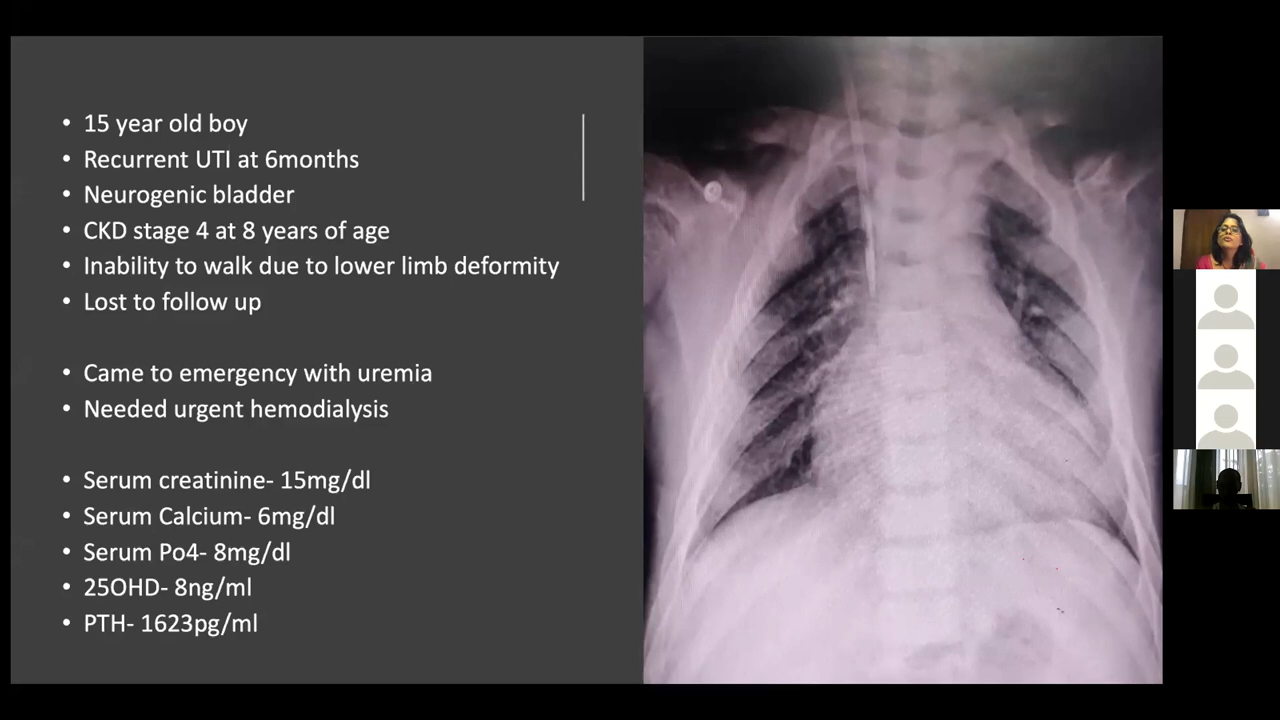 15 year old boy
Recurrent UTI at 6months
Neurogenic bladder
CKD stage 4 at 8 years of age
Inability to walk due to lower limb deformity
Lost to follow up
Came to emergency with uremia
Needed urgent hemodialysis
Serum creatinine- 15mg/dl
Serum Calcium- 6mg/dl
Serum Po4- 8mg/dl
25OHD- 8ng/ml
PTH- 1623pg/ml